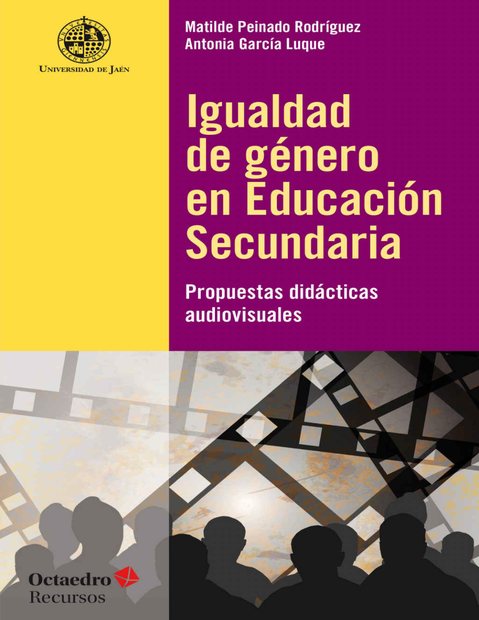 UNIVERSIDAD DE JAÉN
Matilde Peinado Rodríguez
Antonia García Luque
Igualdad
de género
en Educación
Secundaria
Propuestas didácticas
audiovisuales
Octaedro
Recursos